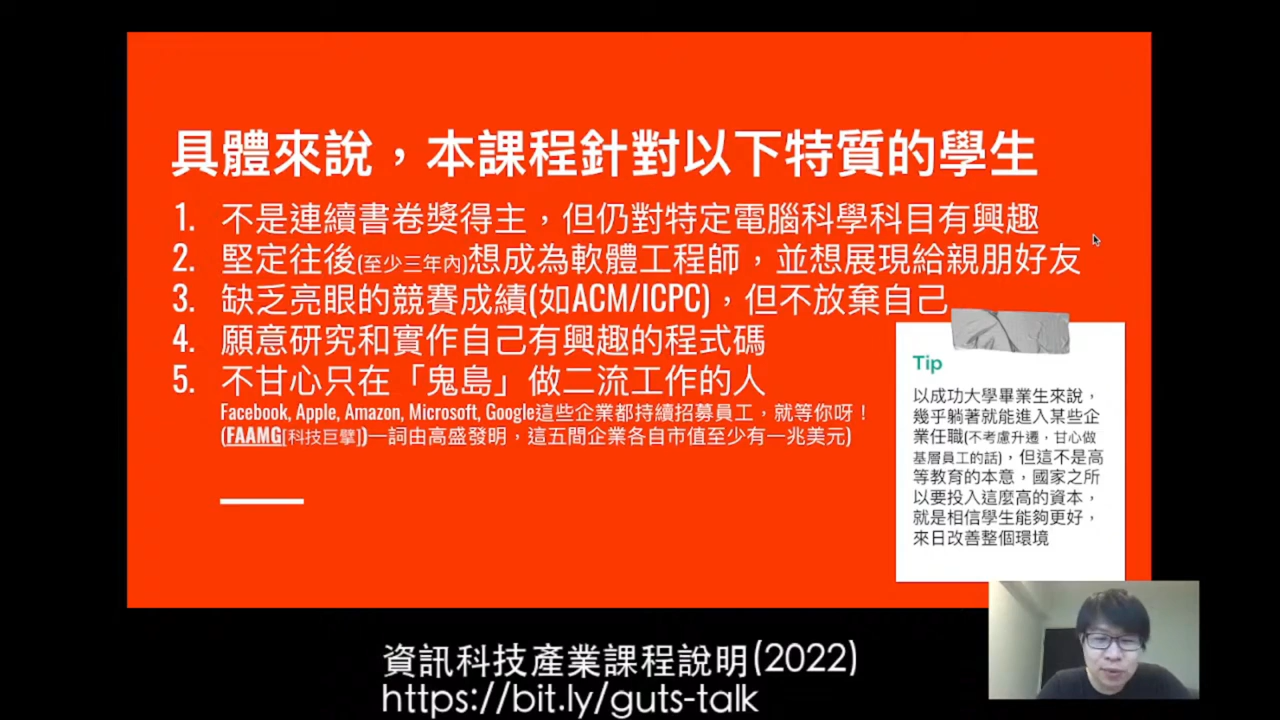 具體來說，本課程針對以下特質的學生
1. 不是連續書卷獎得主，但仍對特定電腦科學科目有興趣
2. 堅定往後(至少三年內)想成為軟體工程師，並想展現給親朋好友
3. 缺乏亮眼的競賽成績(如ACM/ICPC)，但不放棄自己
4. 願意研究和實作自己有興趣的程式碼
5. 不甘心只在「鬼島」做二流工作的人
Facebook, Apple, Amazon, Microsoft, Google這些企業都持續招募員工，就等你呀！
(FAAMG[科技巨擘])一詞由高盛發明，這五間企業各自市值至少有一兆美元)
Tip
以成功大學畢業生來說，
幾乎躺著就能進入某些企
業任職(不考慮升遷，甘心做
基層員工的話)，但這不是高
等教育的本意，國家之所
以要投入這麼高的資本，
就是相信學生能夠更好，
來日改善整個環境
資訊科技產業課程說明(2022)
https://bit.ly/guts-talk